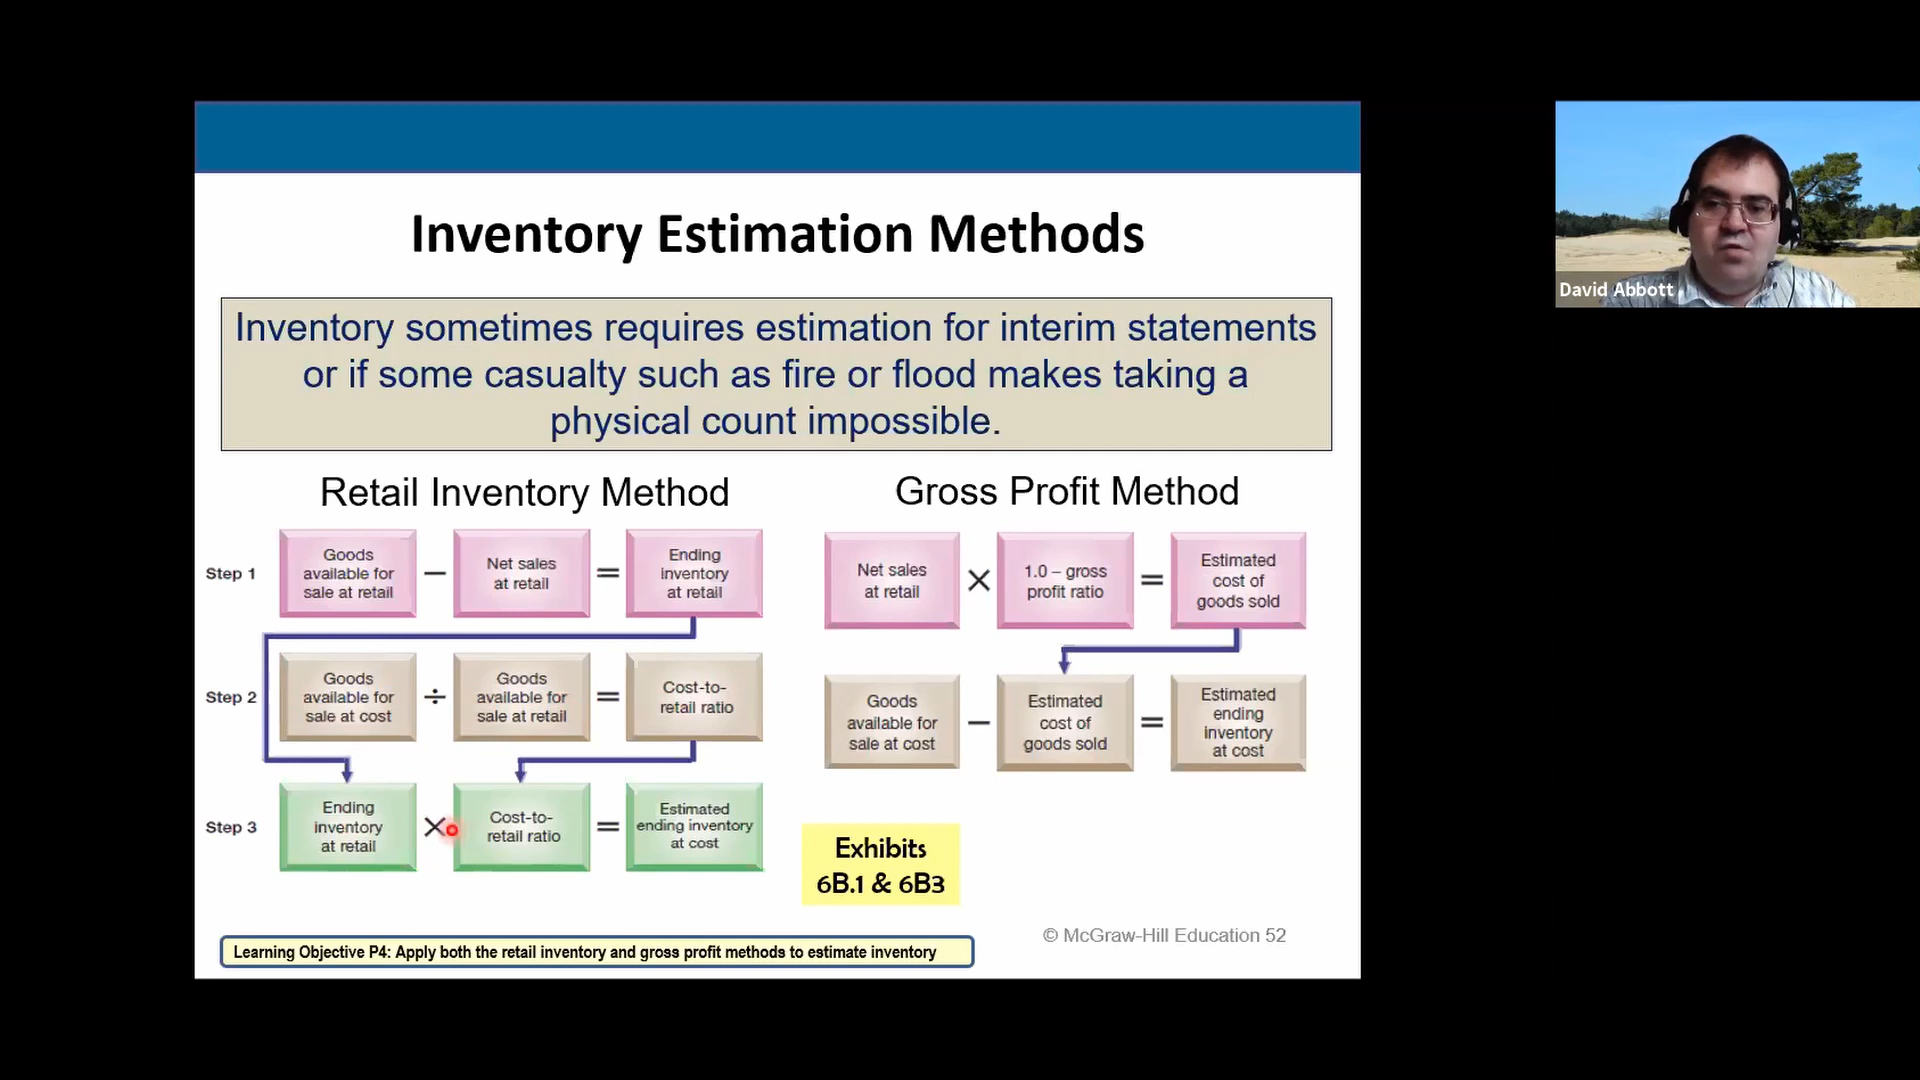 Inventory Estimation Methods
Inventory sometimes requires estimation for interim statements
or if some casualty such as fire or flood makes taking a
physical count impossible.
Retail Inventory Method
Step 1
Goods
available for
sale at retail
−
Net sales
at retail
=
Ending
inventory
at retail
Step 2
Goods
available for
sale at cost
÷
Goods
available for
sale at retail
=
Cost-to-
retail ratio
Step 3
Ending
inventory
at retail
×
Cost-to-
retail ratio
=
Estimated
ending inventory
at cost
Gross Profit Method
Net sales
at retail
×
1.0 – gross
profit ratio
=
Estimated
cost of
goods sold
Goods
available for
sale at cost
−
Estimated
cost of
goods sold
=
Estimated
ending
inventory
at cost
Exhibits
6B.1 & 6B3
© McGraw-Hill Education 52
Learning Objective P4: Apply both the retail inventory and gross profit methods to estimate inventory
David Abbott